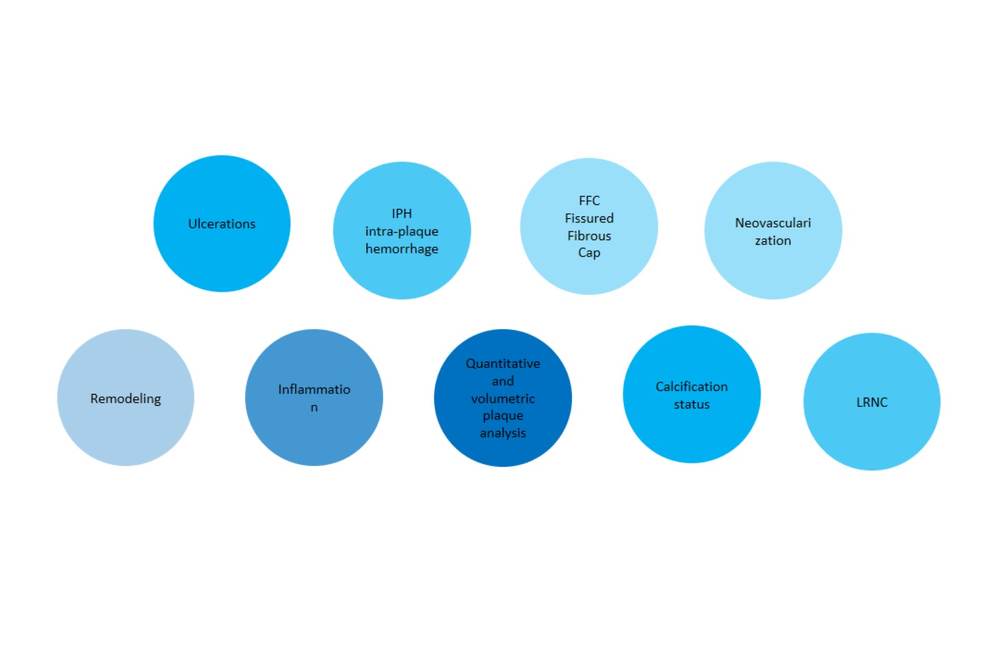 Ulcerations
IPH
intra-plaque
hemorrhage
FFC
Fissured
Fibrous
Cap
Neovasculari
zation
Remodeling
Inflammatio
n
Quantitative
and
volumetric
plaque
analysis
Calcification
status
LRNC